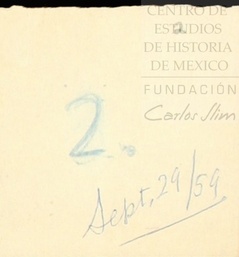 CENTRO DE
ESTUDIOS
DE HISTORIA
DE MEXICO
FUNDACIÓN
Carlos Slim
2
Sept, 29/59